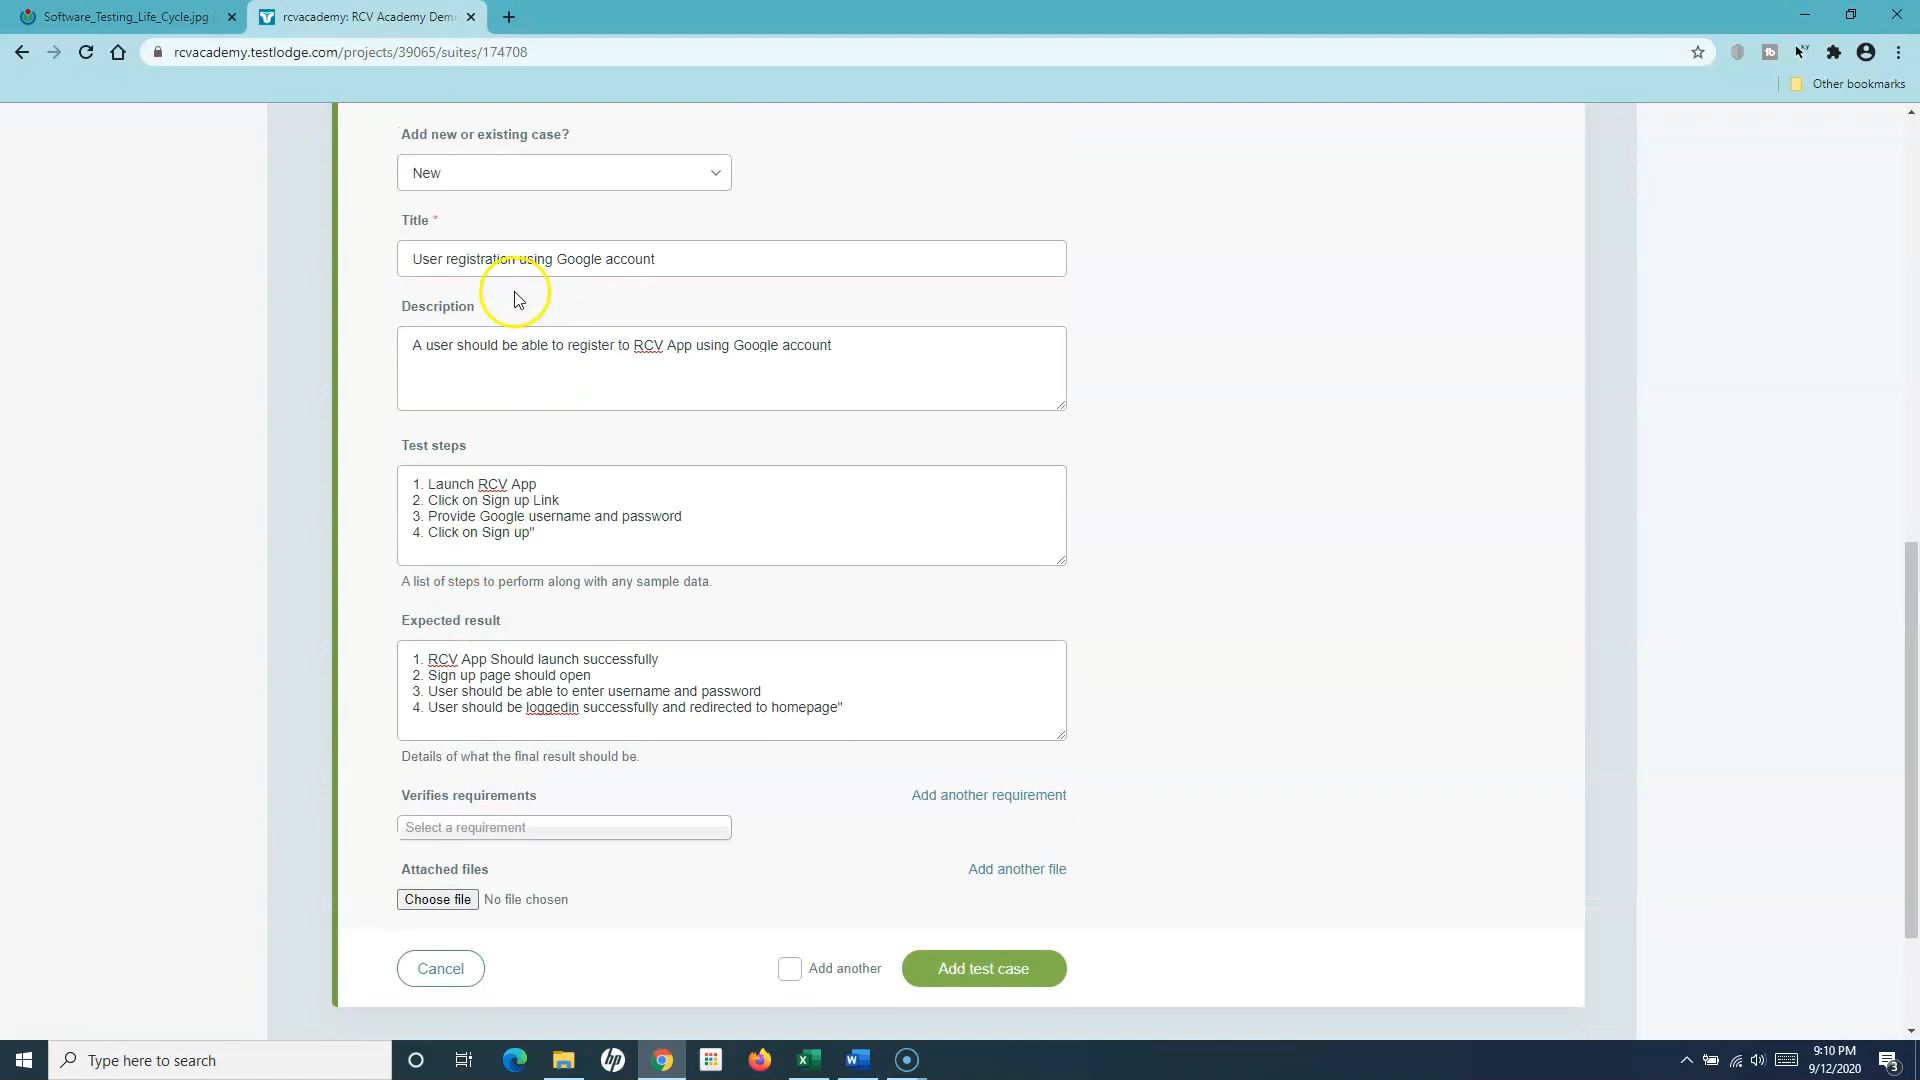 Software_Testing_Life_Cycle.jpg (
rcvacademy: RCV Academy Dem
rcvacademy.testlodge.com/projects/39065/suites/174708
Other bookmarks
Add new or existing case?
New
Title *
User registration using Google account
Description
A user should be able to register to RCV App using Google account
Test steps
1. Launch RCV App
2. Click on Sign up Link
3. Provide Google username and password
4. Click on Sign up"
A list of steps to perform along with any sample data.
Expected result
1. RCV App Should launch successfully
2. Sign up page should open
3. User should be able to enter username and password
4. User should be loggedin successfully and redirected to homepage"
Details of what the final result should be.
Verifies requirements
Add another requirement
Select a requirement
Attached files
Add another file
Choose file No file chosen
Cancel
Add another
Add test case
Type here to search
9:10 PM
9/12/2020
3